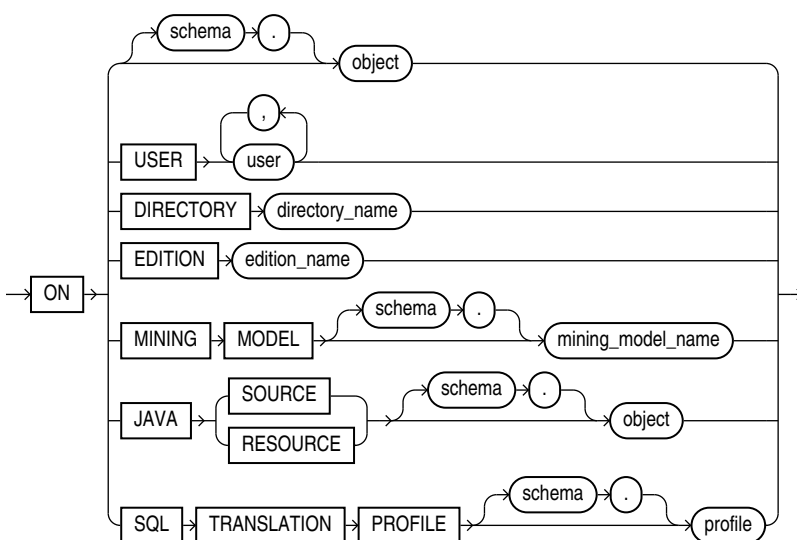 schema .
object
,
USER user
DIRECTORY directory_name
EDITION edition_name
ON
schema .
MINING MODEL mining_model_name
SOURCE schema .
JAVA object
RESOURCE
schema .
SQL TRANSLATION PROFILE profile